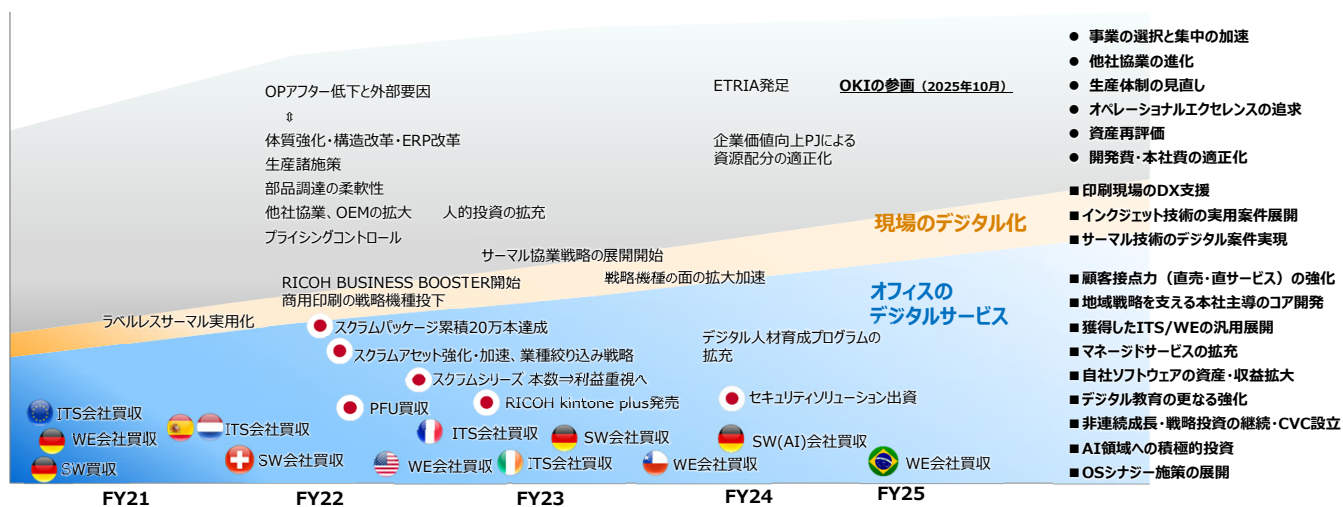 OPアフター低下と外部要因
⇕
体質強化・構造改革・ERP改革
生産諸施策
部品調達の柔軟性
他社協業、OEMの拡大
人的投資の拡充
プライシングコントロール
ETRIA発足
OKIの参画（2025年10月）
企業価値向上PJによる
資源配分の適正化
現場のデジタル化
サーマル協業戦略の展開開始
戦略機種の面の拡大加速
RICOH BUSINESS BOOSTER開始
商用印刷の戦略機種投下
ラベルレスサーマル実用化
オフィスの
デジタルサービス
スクラムパッケージ累積20万本達成
スクラムアセット強化・加速、業種絞り込み戦略
スクラムシリーズ 本数⇒利益重視へ
デジタル人材育成プログラムの
拡充
PFU買収
RICOH kintone plus発売
セキュリティソリューション出資
ITS会社買収
WE会社買収
SW買収
ITS会社買収
SW会社買収
WE会社買収
ITS会社買収
ITS会社買収
SW会社買収
WE会社買収
SW(AI)会社買収
WE会社買収
FY21
FY22
FY23
FY24
FY25
● 事業の選択と集中の加速
● 他社協業の進化
● 生産体制の見直し
● オペレーショナルエクセレンスの追求
● 資産再評価
● 開発費・本社費の適正化
■印刷現場のDX支援
■インクジェット技術の実用案件展開
■サーマル技術のデジタル案件実現
■顧客接点力（直売・直サービス）の強化
■地域戦略を支える本社主導のコア開発
■獲得したITS/WEの汎用展開
■マネージドサービスの拡充
■自社ソフトウェアの資産・収益拡大
■デジタル教育の更なる強化
■非連続成長・戦略投資の継続・CVC設立
■AI領域への積極的投資
■OSシナジー施策の展開